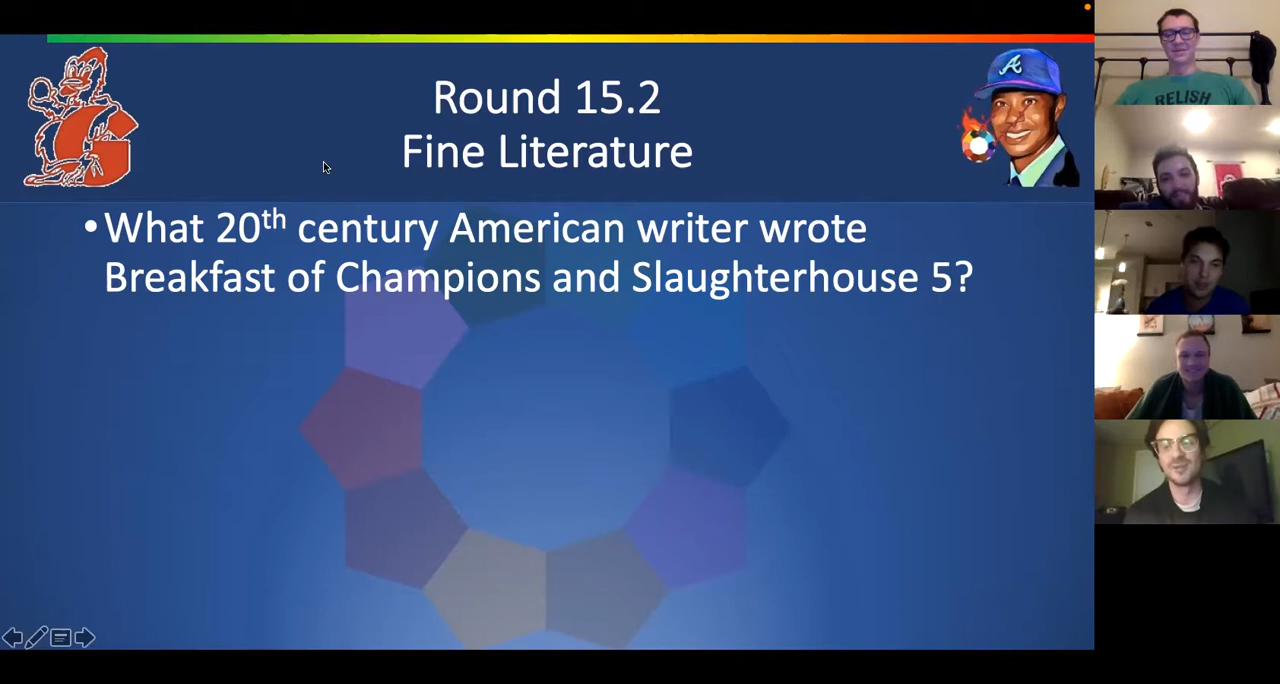 Round 15.2
Fine Literature
A
•What 20th century American writer wrote
Breakfast of Champions and Slaughterhouse 5?
RELISH